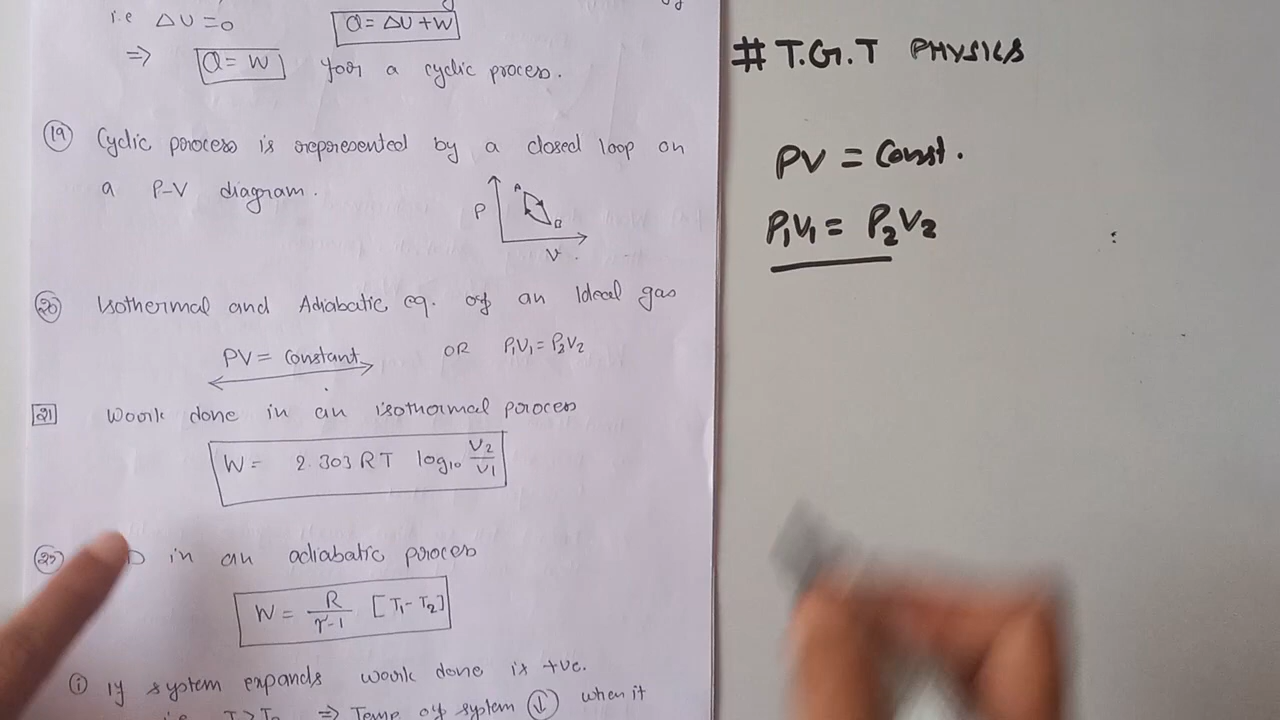 i.e ΔU = 0
Q = ΔU + W
⇒ Q = W for a cyclic process.
19 Cyclic process is represented by a closed loop on
a P-V diagram.
A
P
B
V
20 Isothermal and Adiabatic eq. of an Ideal gas
PV = Constant OR P₁V₁ = P₂V₂
21 Work done in an isothermal process
W = 2.303 RT log₁₀ V₂/V₁
in an adiabatic process
W = R/γ-1 [T₁ - T₂]
i If system expands work done is +ve.
⇒ Temp of system ↓ when it
# T.G.T PHYSICS
PV = Const.
P₁V₁ = P₂V₂